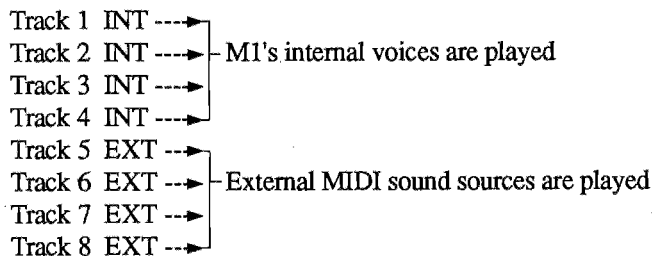 Track 1 INT
Track 2 INT
M1's internal voices are played
Track 3 INT
Track 4 INT
Track 5 EXT
Track 6 EXT
External MIDI sound sources are played
Track 7 EXT
Track 8 EXT